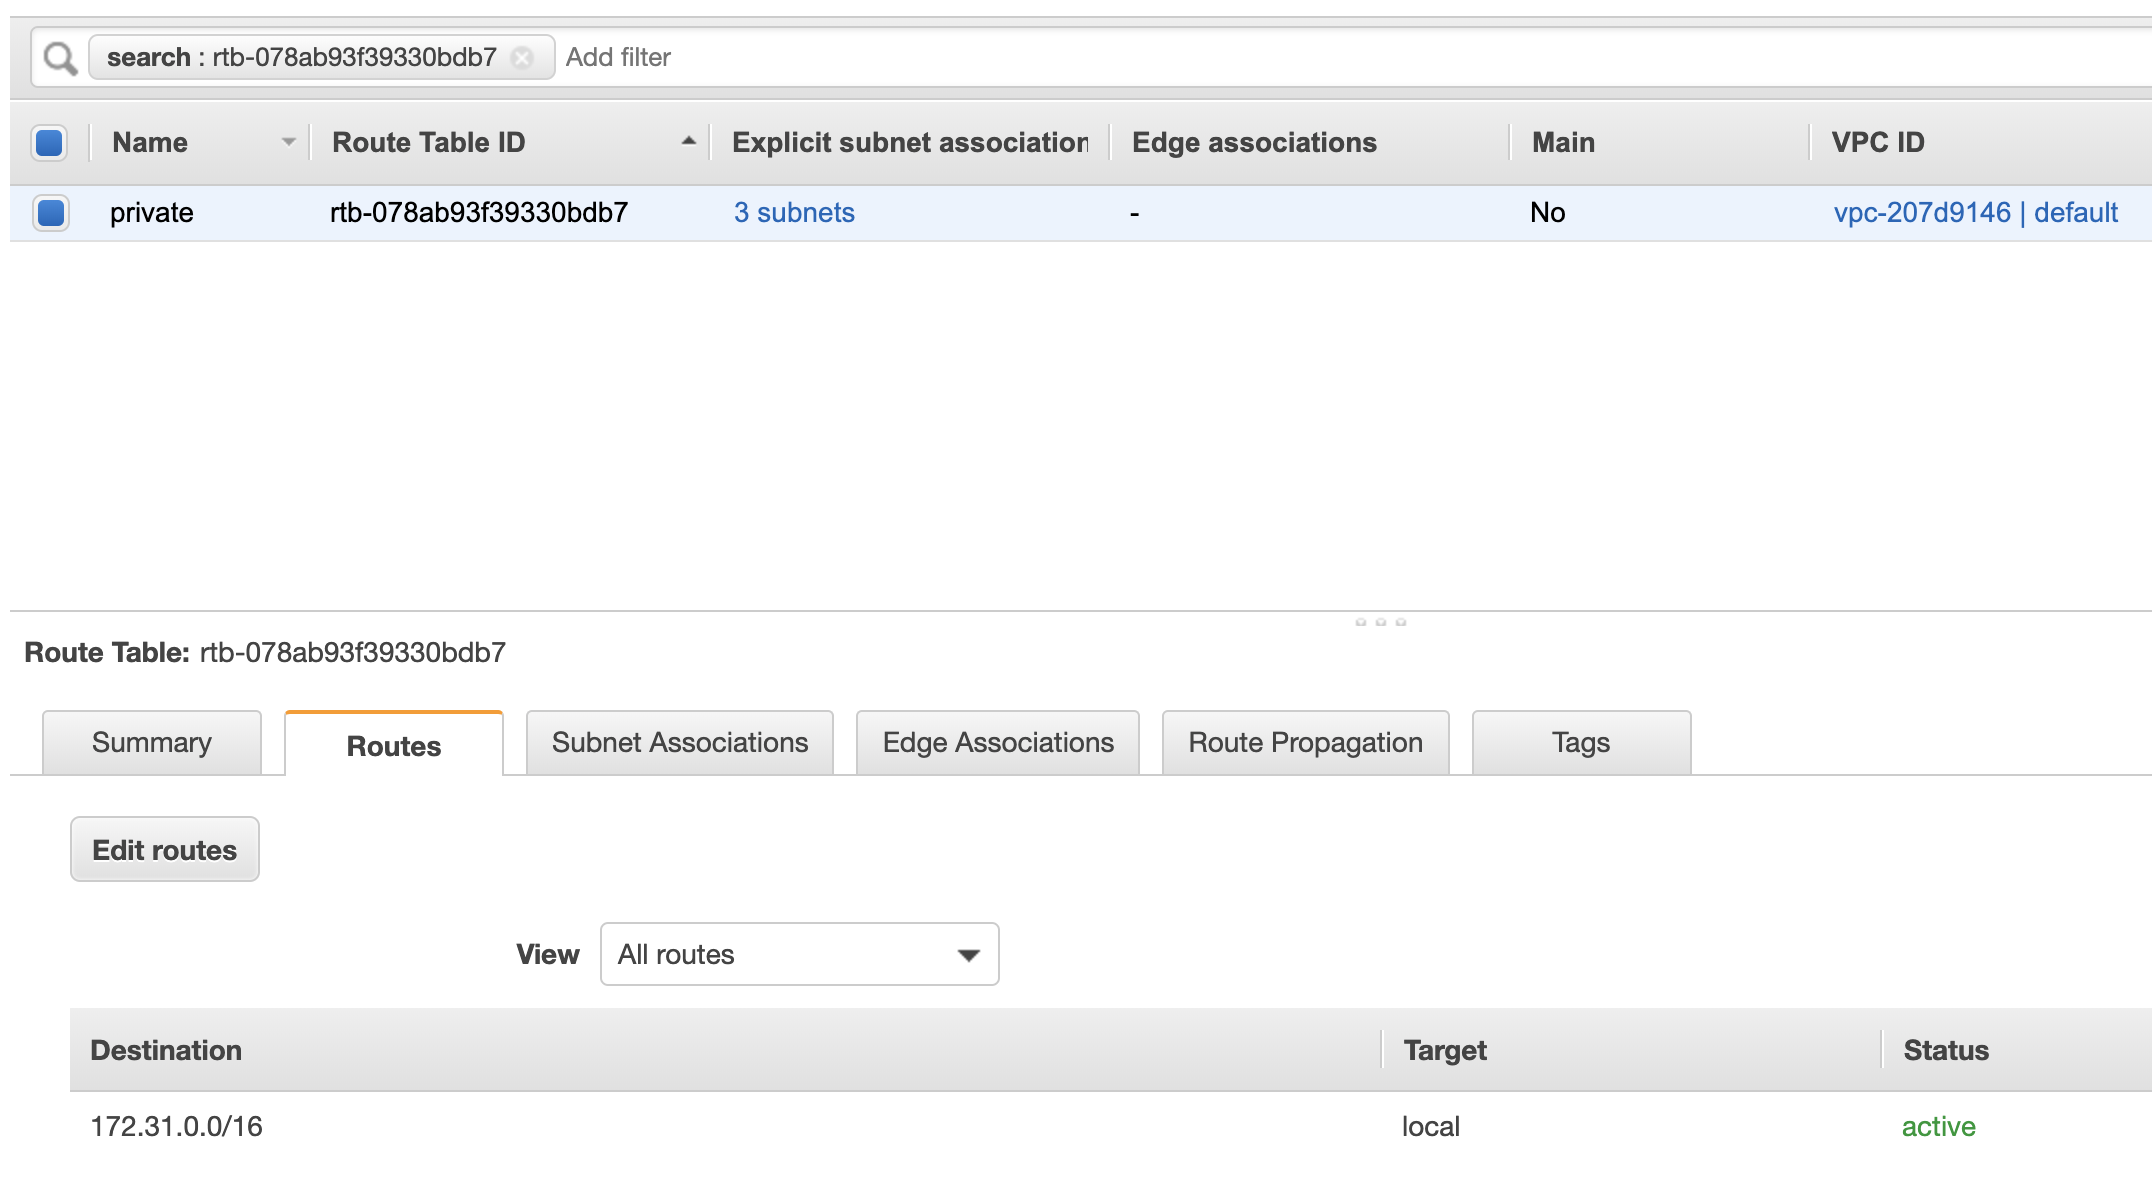 search : rtb-078ab93f39330bdb7 Add filter
Name Route Table ID Explicit subnet association Edge associations Main VPC ID
private rtb-078ab93f39330bdb7 3 subnets - No vpc-207d9146 | default
Route Table: rtb-078ab93f39330bdb7
Summary Routes Subnet Associations Edge Associations Route Propagation Tags
Edit routes
View All routes
Destination Target Status
172.31.0.0/16 local active